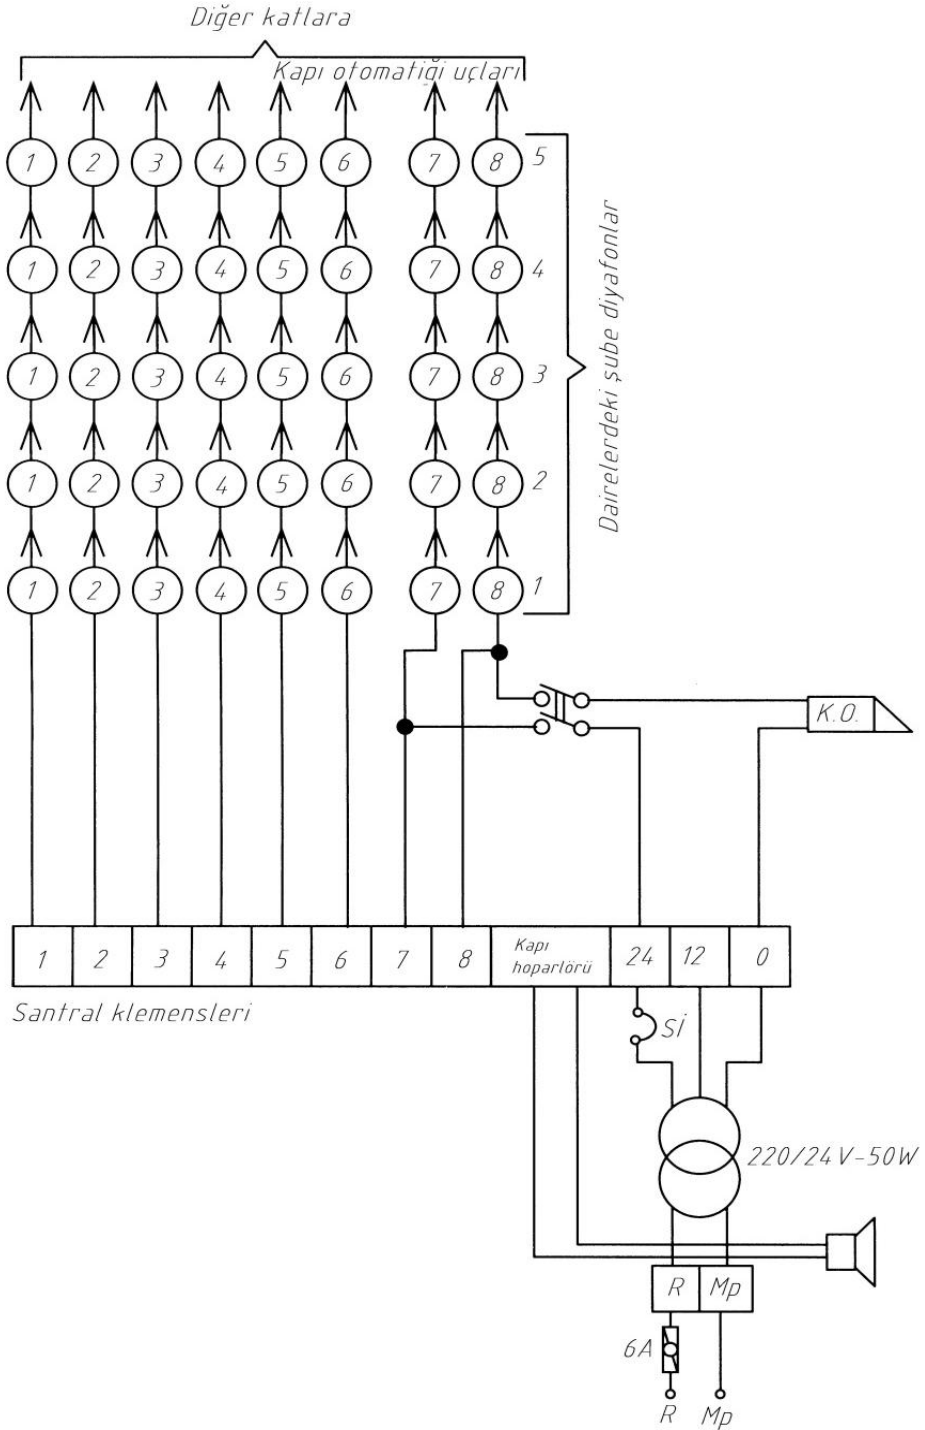 Diğer katlara
Kapı otomatiği uçları
1 2 3 4 5 6 7 8 5
1 2 3 4 5 6 7 8 4
1 2 3 4 5 6 7 8 3
1 2 3 4 5 6 7 8 2
1 2 3 4 5 6 7 8 1
Dairelerdeki şube diyafonlar
K.O.
1 2 3 4 5 6 7 8 Kapı hoparlörü 24 12 0
Santral klemensleri
Sİ
220/24V-50W
R Mp
6A
R Mp